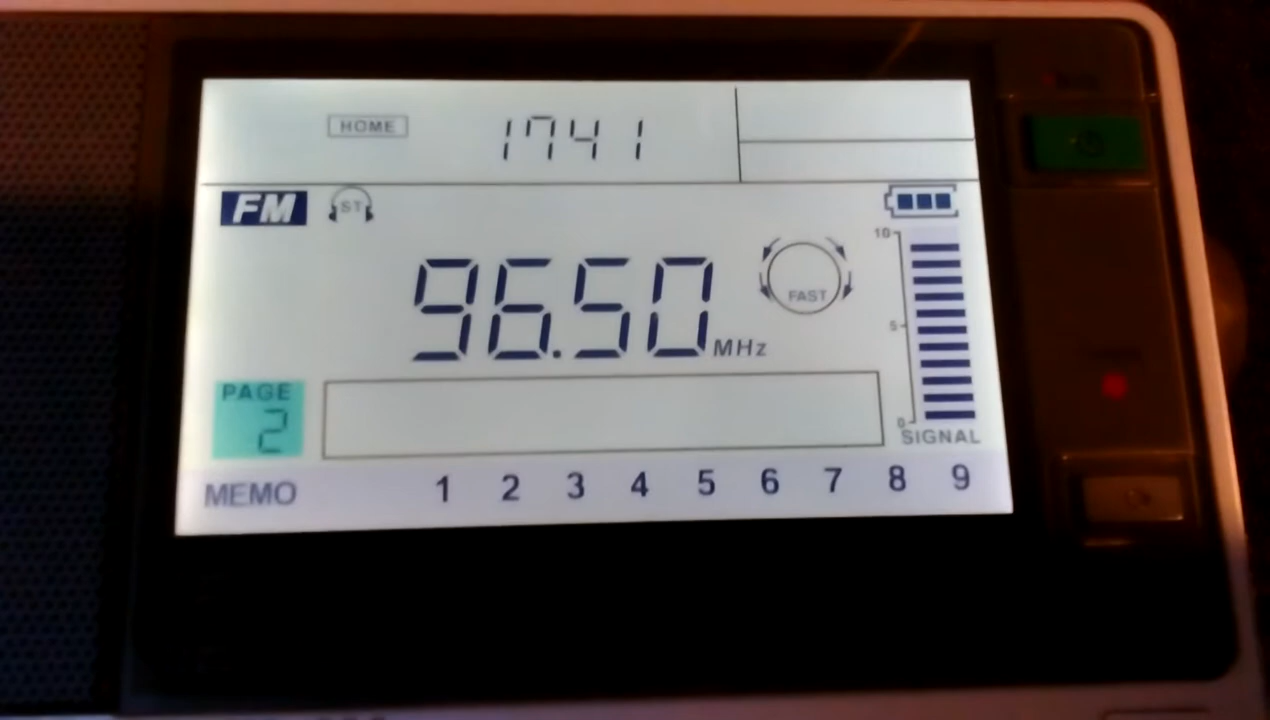 HOME 1741
FM ST
96.50 MHz
FAST
10
5
0
SIGNAL
PAGE
2
MEMO 1 2 3 4 5 6 7 8 9